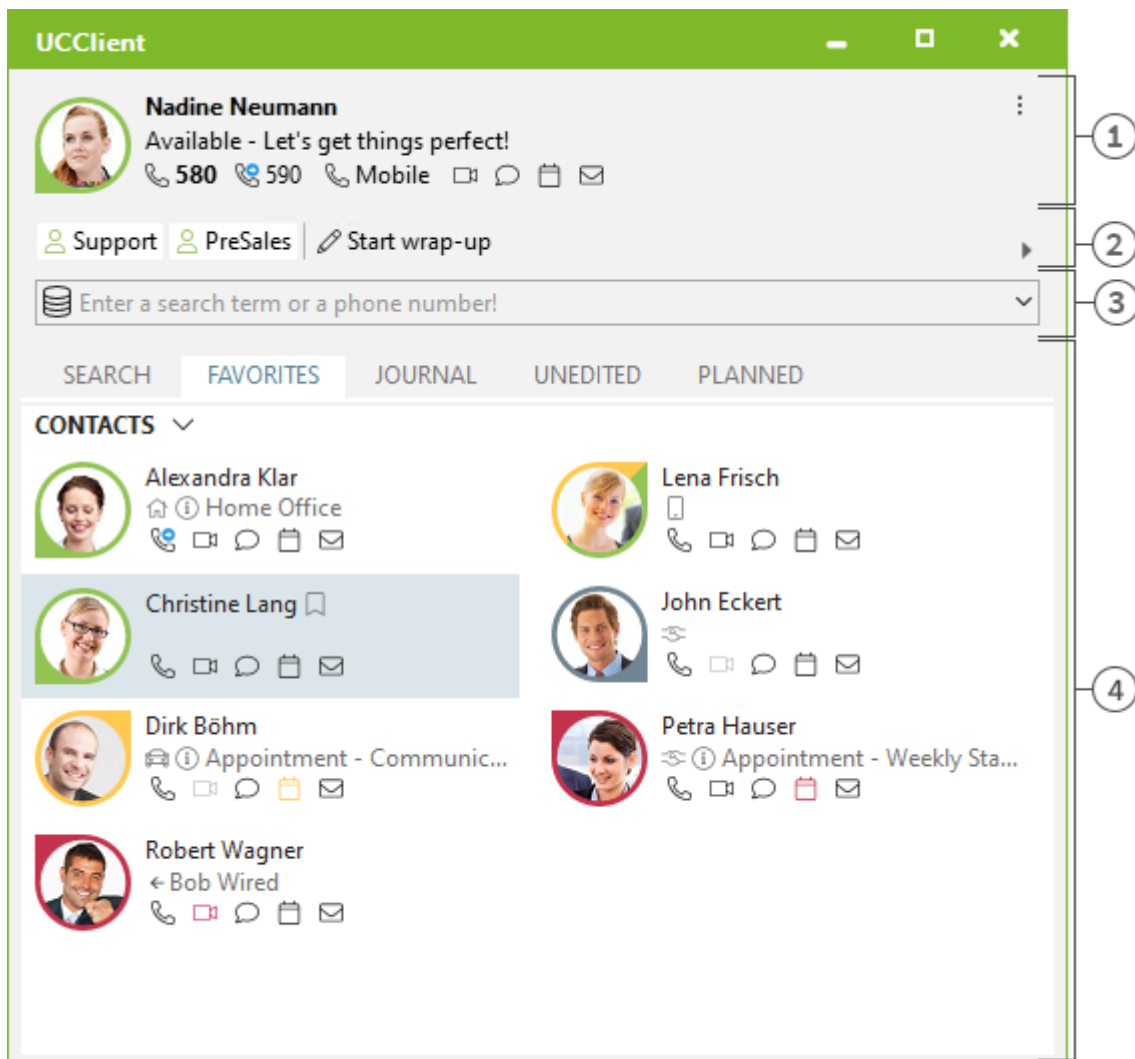 UCClient
Nadine Neumann
Available - Let's get things perfect!
580 590 Mobile
1
Support PreSales Start wrap-up
2
Enter a search term or a phone number!
3
SEARCH FAVORITES JOURNAL UNEDITED PLANNED
CONTACTS
Alexandra Klar
Home Office
Lena Frisch
Christine Lang
John Eckert
4
Dirk Böhm
Appointment - Communic...
Petra Hauser
Appointment - Weekly Sta...
Robert Wagner
Bob Wired